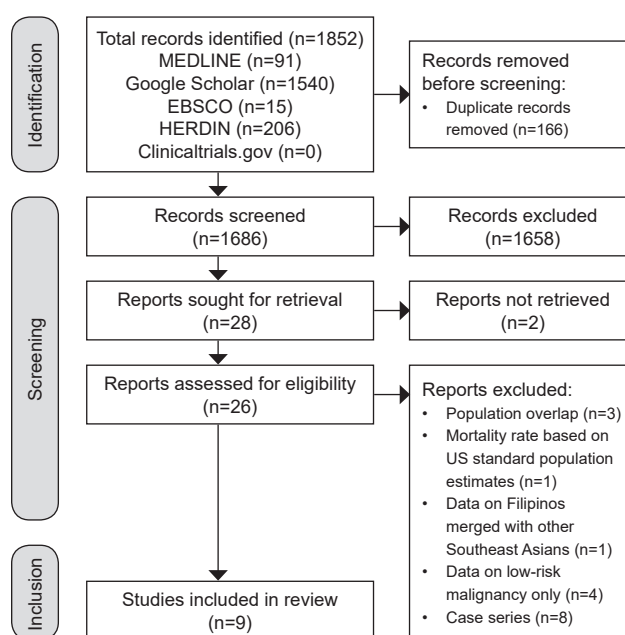 Identification
Total records identified (n=1852)
MEDLINE (n=91)
Google Scholar (n=1540)
EBSCO (n=15)
HERDIN (n=206)
Clinicaltrials.gov (n=0)
Records removed
before screening:
• Duplicate records
removed (n=166)
Screening
Records screened
(n=1686)
Records excluded
(n=1658)
Reports sought for retrieval
(n=28)
Reports not retrieved
(n=2)
Reports assessed for eligibility
(n=26)
Reports excluded:
• Population overlap (n=3)
• Mortality rate based on
US standard population
estimates (n=1)
• Data on Filipinos
merged with other
Southeast Asians (n=1)
• Data on low-risk
malignancy only (n=4)
• Case series (n=8)
Inclusion
Studies included in review
(n=9)